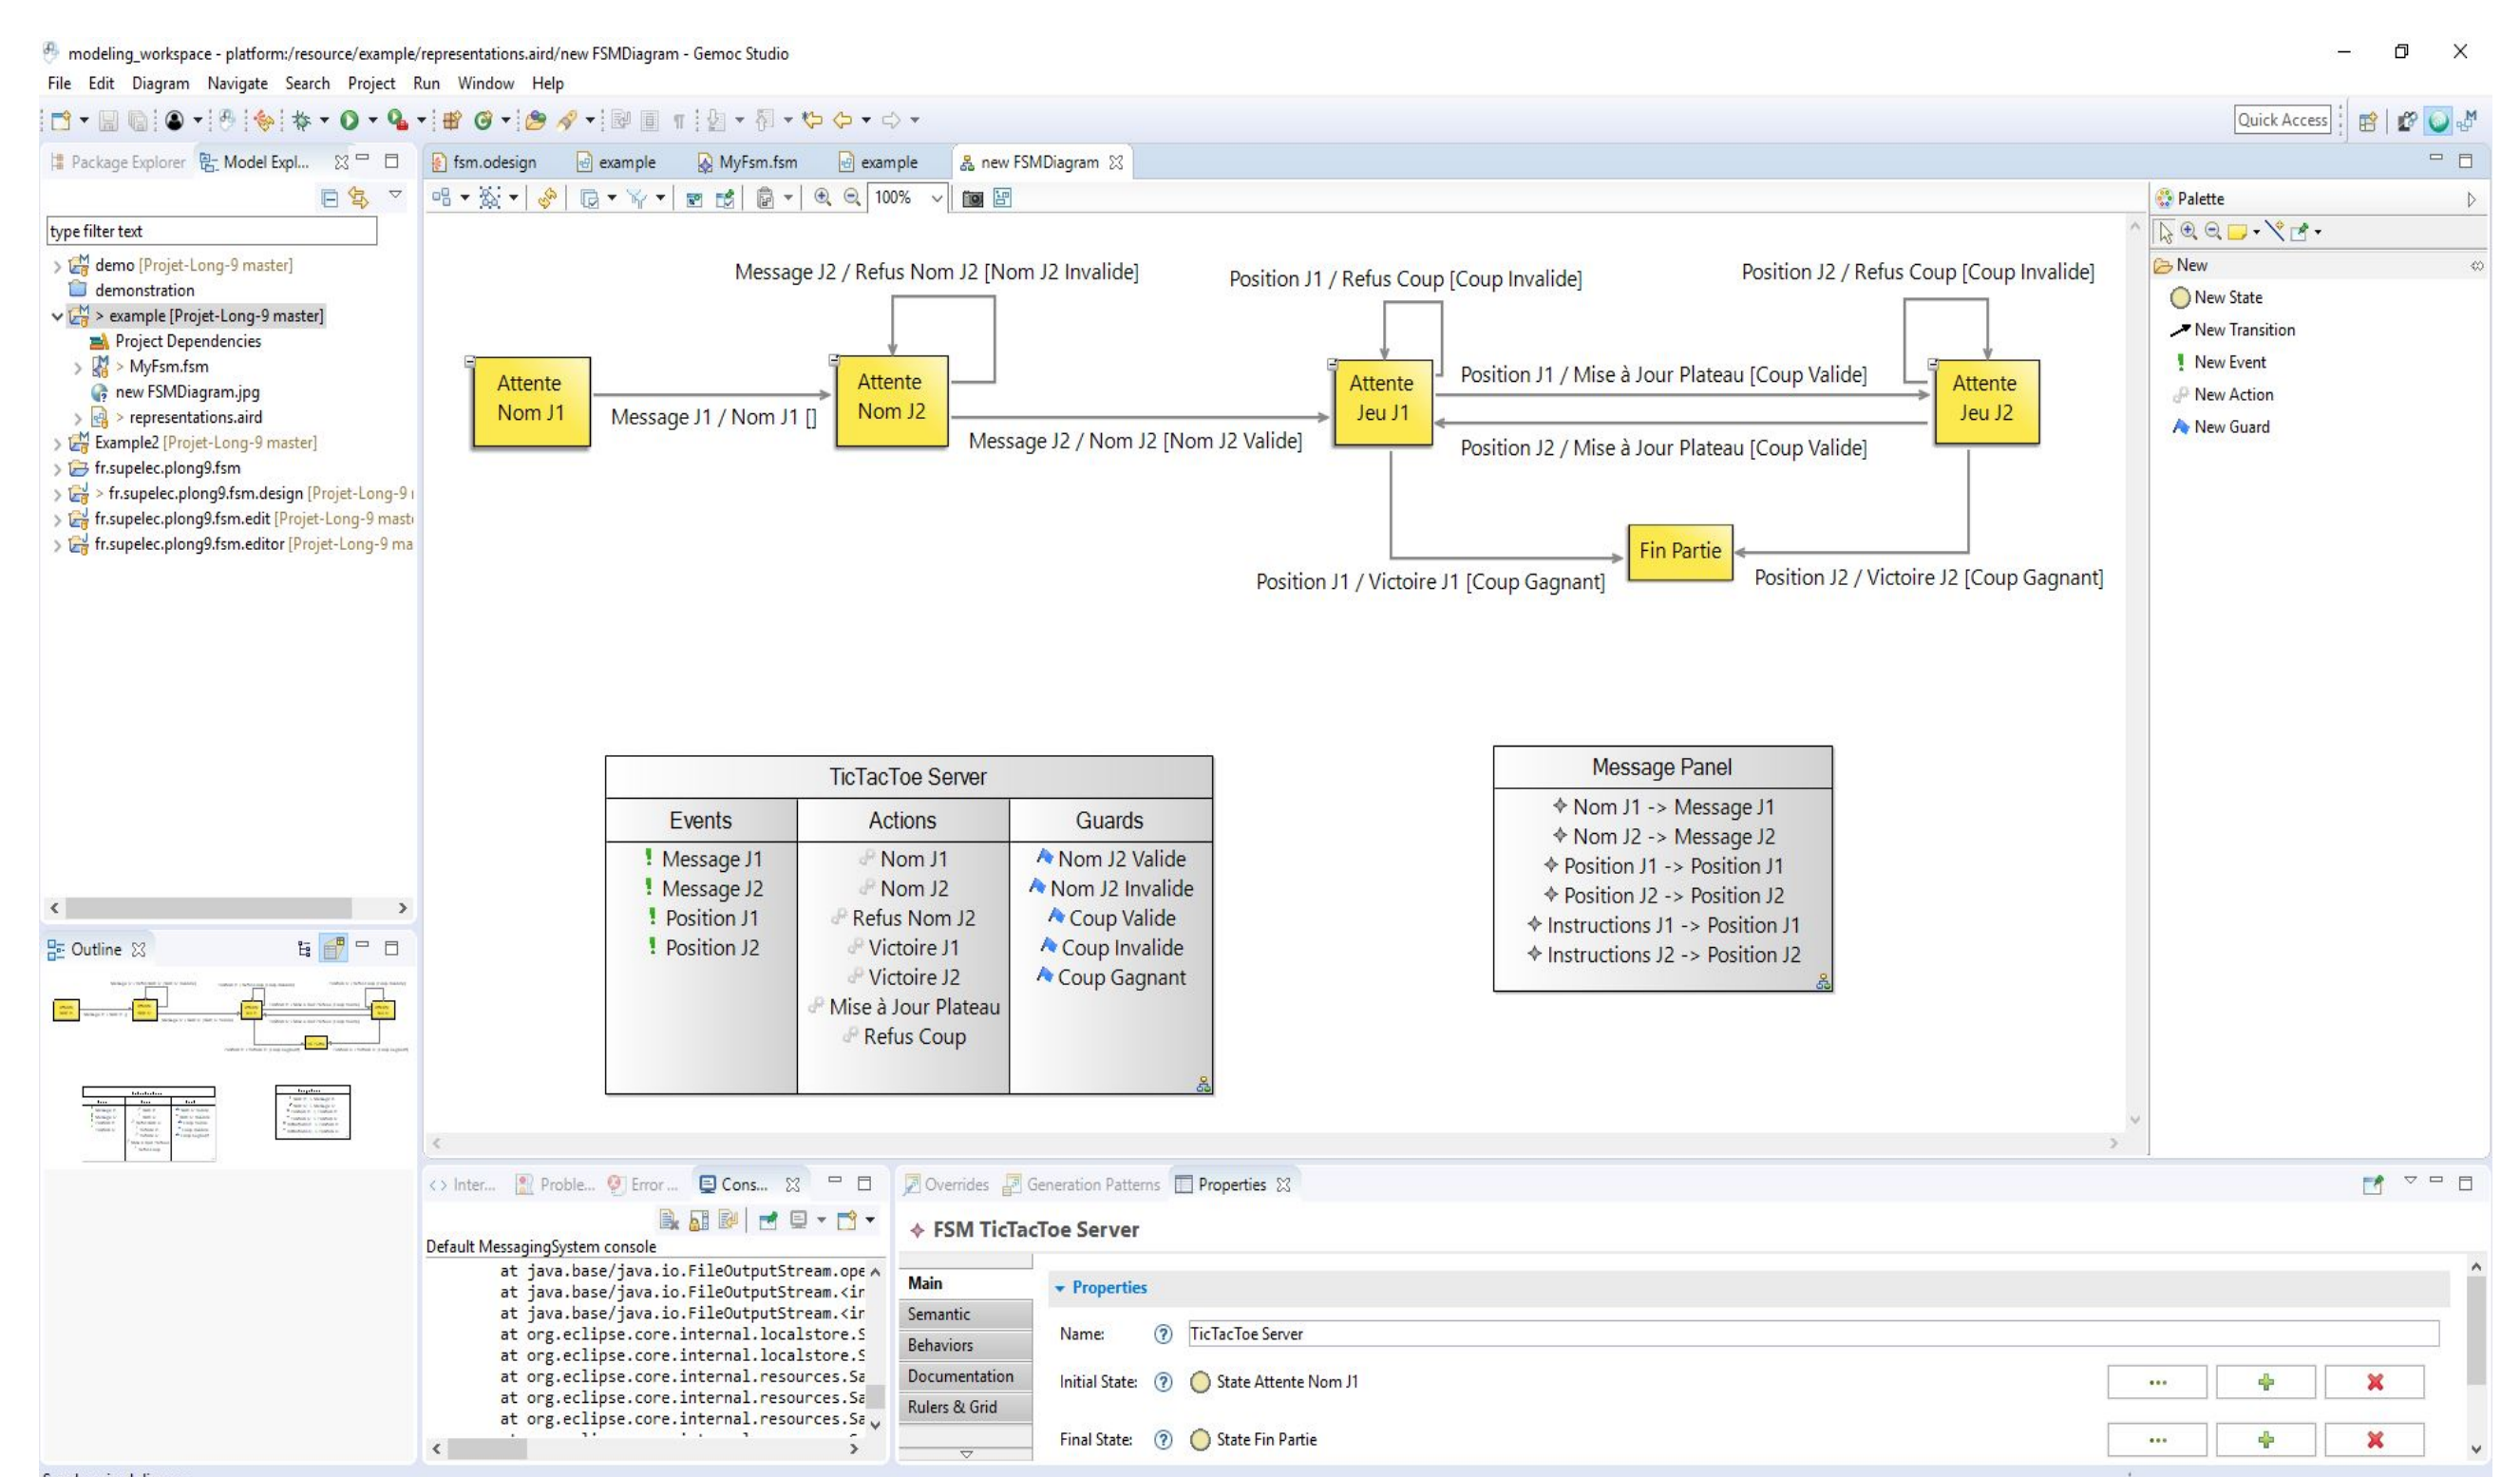 modeling_workspace - platform:/resource/example/representations.aird/new FSMDiagram - Gemoc Studio
File Edit Diagram Navigate Search Project Run Window Help
Quick Access
Package Explorer Model Expl...
fsm.odesign example MyFsm.fsm example new FSMDiagram
100%
type filter text
demo [Projet-Long-9 master]
demonstration
> example [Projet-Long-9 master]
Project Dependencies
> MyFsm.fsm
new FSMDiagram.jpg
> representations.aird
Example2 [Projet-Long-9 master]
fr.supelec.plong9.fsm
> fr.supelec.plong9.fsm.design [Projet-Long-9
fr.supelec.plong9.fsm.edit [Projet-Long-9 mast
fr.supelec.plong9.fsm.editor [Projet-Long-9 ma
Outline
Message J2 / Refus Nom J2 [Nom J2 Invalide]
Position J1 / Refus Coup [Coup Invalide]
Position J2 / Refus Coup [Coup Invalide]
Attente
Nom J1
Message J1 / Nom J1 []
Attente
Nom J2
Message J2 / Nom J2 [Nom J2 Valide]
Attente
Jeu J1
Position J1 / Mise à Jour Plateau [Coup Valide]
Position J2 / Mise à Jour Plateau [Coup Valide]
Attente
Jeu J2
Fin Partie
Position J1 / Victoire J1 [Coup Gagnant]
Position J2 / Victoire J2 [Coup Gagnant]
TicTacToe Server
Events
Message J1
Message J2
Position J1
Position J2
Actions
Nom J1
Nom J2
Refus Nom J2
Victoire J1
Victoire J2
Mise à Jour Plateau
Refus Coup
Guards
Nom J2 Valide
Nom J2 Invalide
Coup Valide
Coup Invalide
Coup Gagnant
Message Panel
Nom J1 -> Message J1
Nom J2 -> Message J2
Position J1 -> Position J1
Position J2 -> Position J2
Instructions J1 -> Position J1
Instructions J2 -> Position J2
Palette
New
New State
New Transition
New Event
New Action
New Guard
Inter... Proble... Error ... Cons...
Default MessagingSystem console
at java.base/java.io.FileOutputStream.ope
at java.base/java.io.FileOutputStream.<ir
at java.base/java.io.FileOutputStream.<ir
at org.eclipse.core.internal.localstore.S
at org.eclipse.core.internal.localstore.S
at org.eclipse.core.internal.resources.Sa
at org.eclipse.core.internal.resources.Sa
at org.eclipse.core.internal.resources.Sa
Overrides Generation Patterns Properties
FSM TicTacToe Server
Main
Semantic
Behaviors
Documentation
Rulers & Grid
Properties
Name: TicTacToe Server
Initial State: State Attente Nom J1
Final State: State Fin Partie